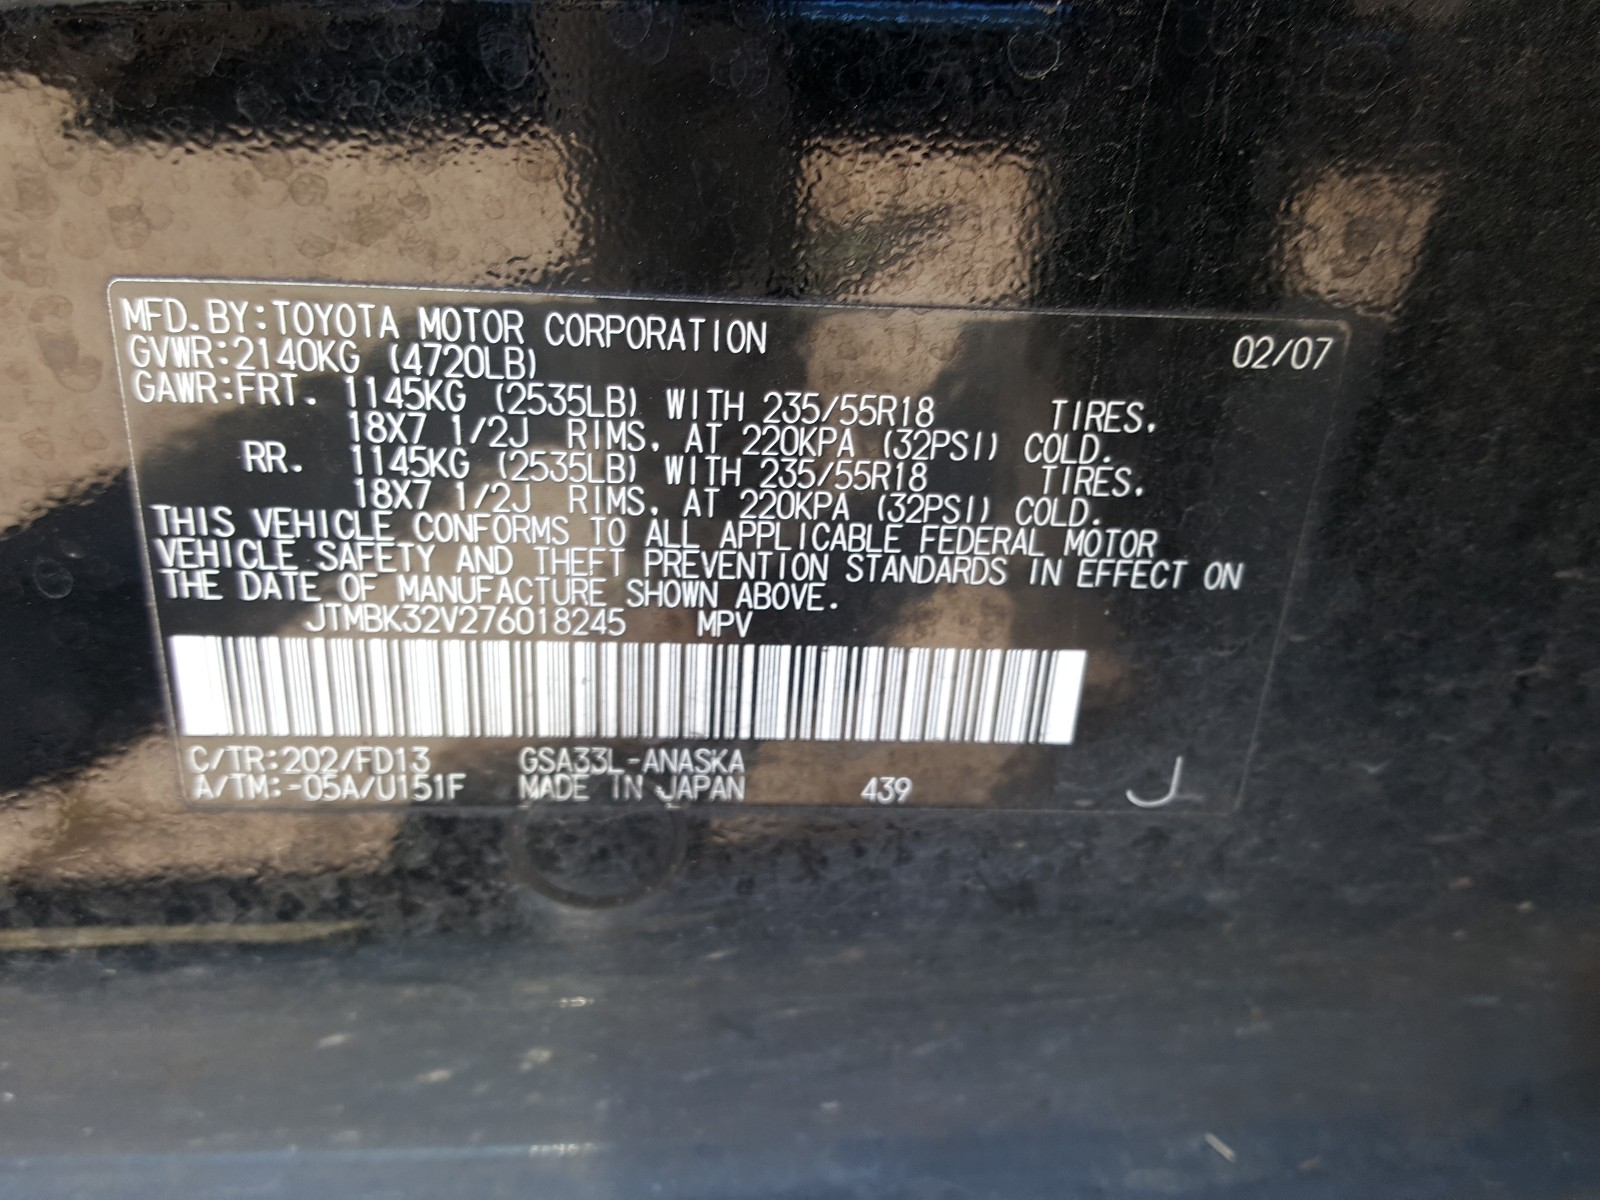 MFD.BY:TOYOTA MOTOR CORPORATION 02/07
GVWR:2140KG (4720LB)
GAWR:FRT. 1145KG (2535LB) WITH 235/55R18 TIRES,
18X7 1/2J RIMS, AT 220KPA (32PSI) COLD.
RR. 1145KG (2535LB) WITH 235/55R18 TIRES,
18X7 1/2J RIMS, AT 220KPA (32PSI) COLD.
THIS VEHICLE CONFORMS TO ALL APPLICABLE FEDERAL MOTOR
VEHICLE SAFETY AND THEFT PREVENTION STANDARDS IN EFFECT ON
THE DATE OF MANUFACTURE SHOWN ABOVE.
JTMBK32V276018245 MPV
C/TR:202/FD13 GSA33L-ANASKA
A/TM:-05A/U151F MADE IN JAPAN 439 J